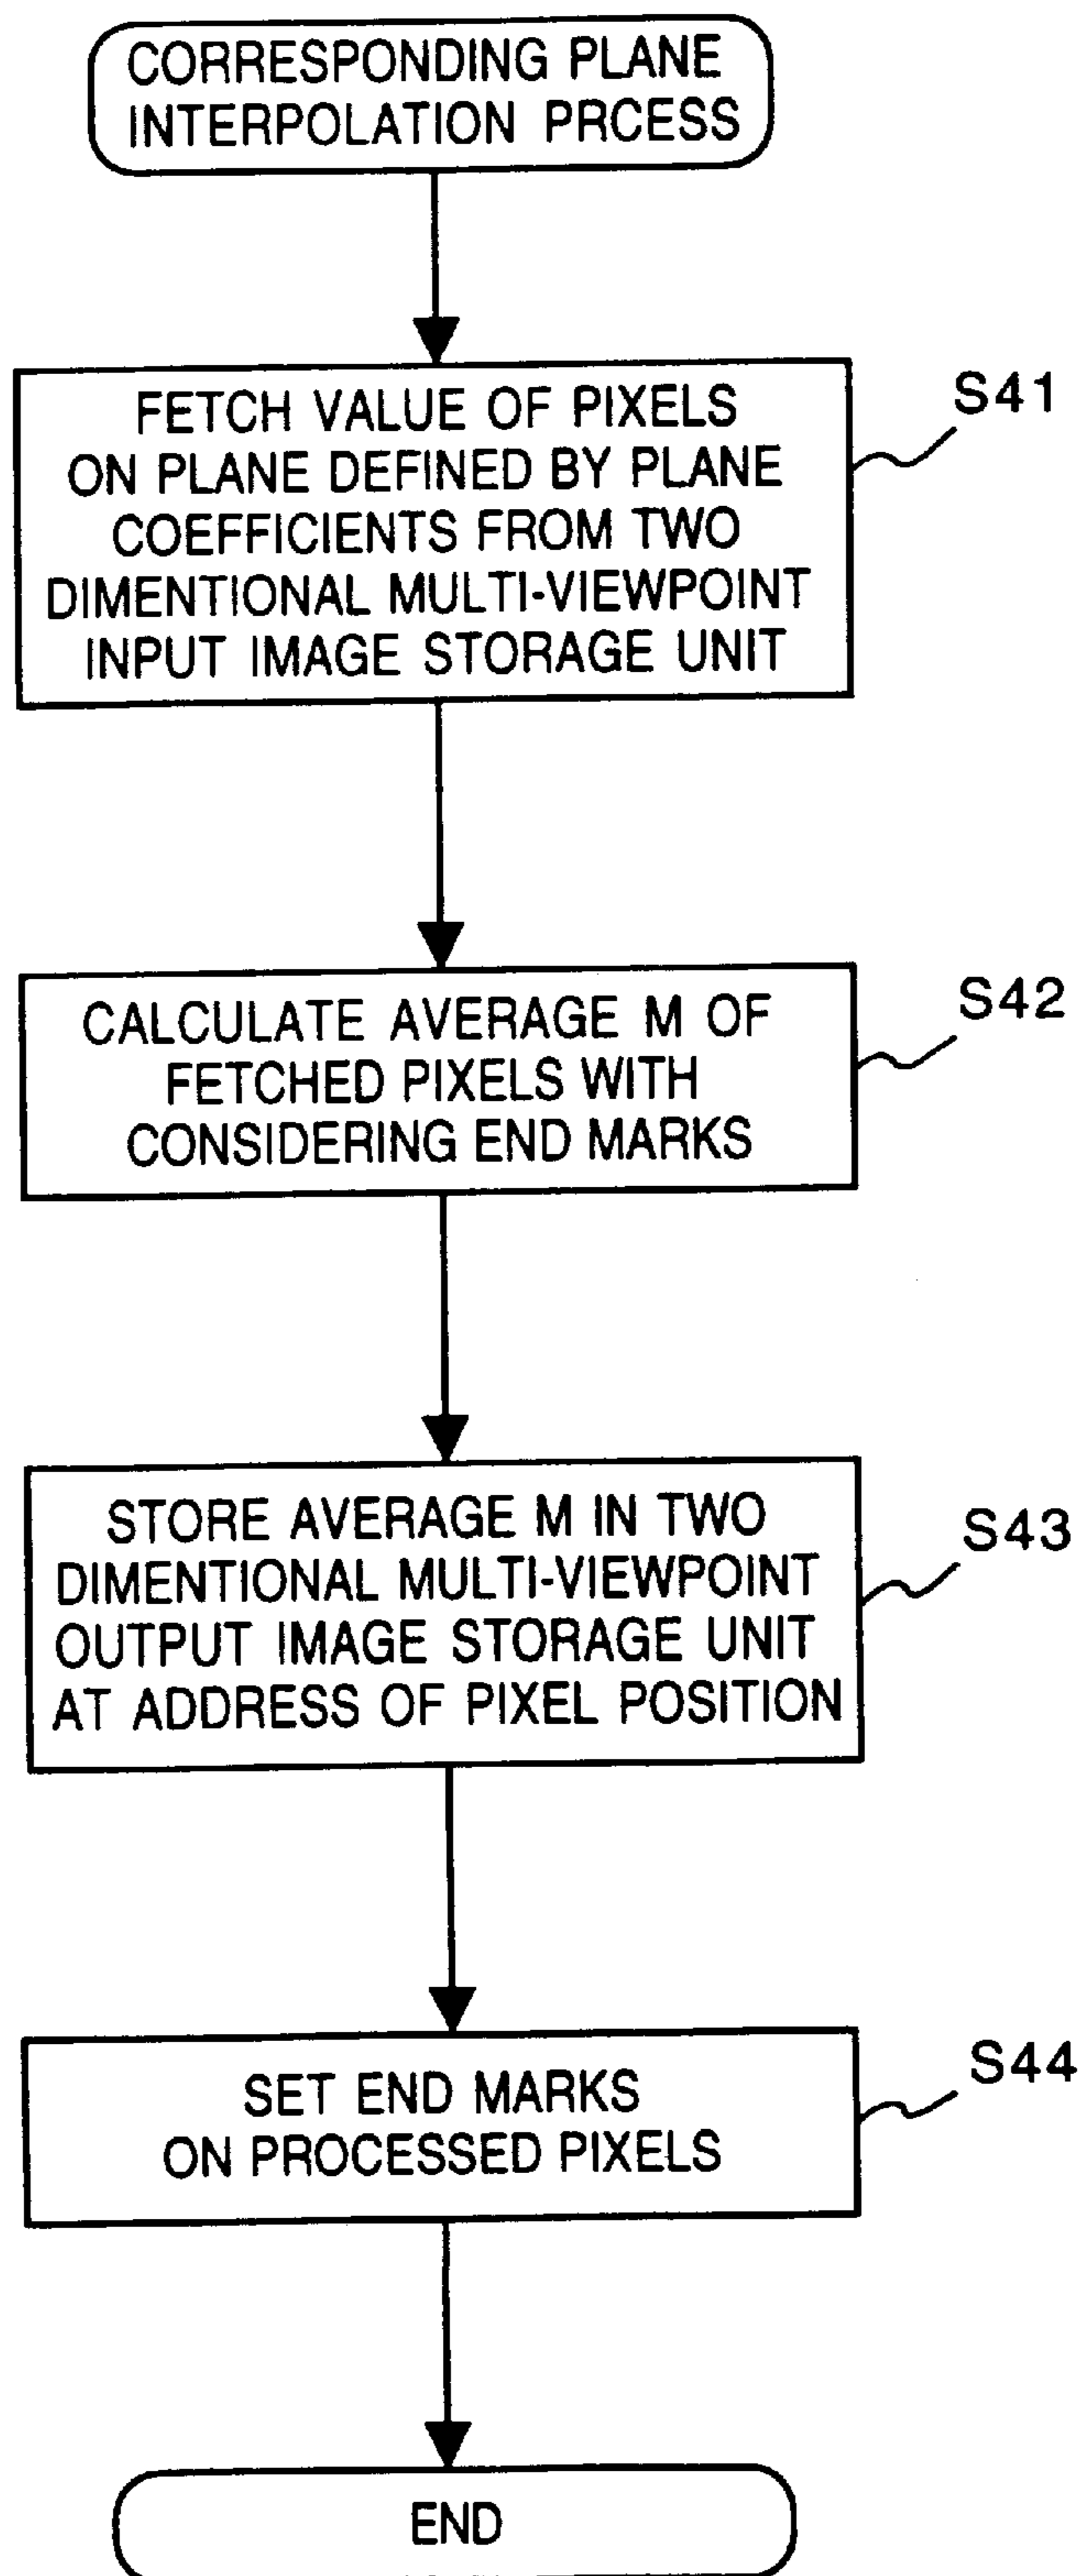 CORRESPONDING PLANE
INTERPOLATION PRCESS
FETCH VALUE OF PIXELS
ON PLANE DEFINED BY PLANE
COEFFICIENTS FROM TWO
DIMENTIONAL MULTI-VIEWPOINT
INPUT IMAGE STORAGE UNIT
S41
CALCULATE AVERAGE M OF
FETCHED PIXELS WITH
CONSIDERING END MARKS
S42
STORE AVERAGE M IN TWO
DIMENTIONAL MULTI-VIEWPOINT
OUTPUT IMAGE STORAGE UNIT
AT ADDRESS OF PIXEL POSITION
S43
SET END MARKS
ON PROCESSED PIXELS
S44
END